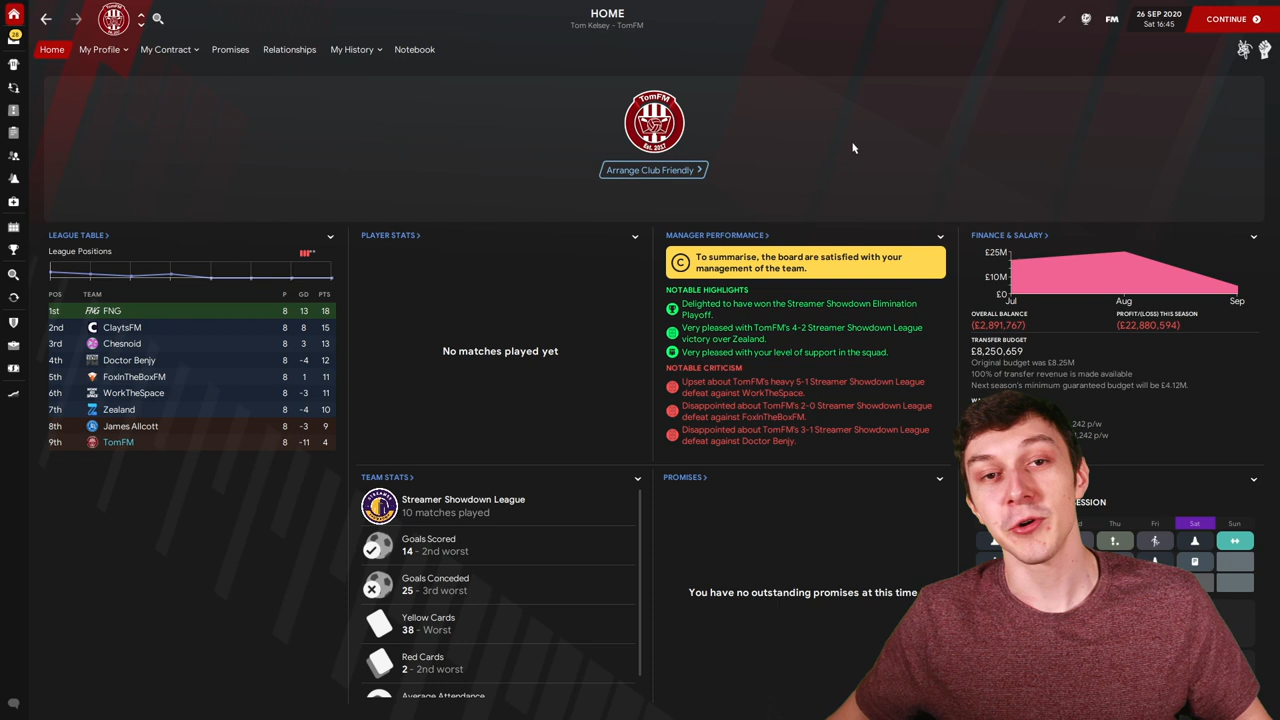 HOME
Tom Kelsey - TomFM
28
FM
26 SEP 2020
Sat 16:45
CONTINUE
Home
My Profile
My Contract
Promises
Relationships
My History
Notebook
TomFM
Est. 2017
Arrange Club Friendly
LEAGUE TABLE
League Positions
POS TEAM P GD PTS
1st FNG FNG 8 13 18
2nd ClaytsFM 8 8 15
3rd Chesnoid 8 3 13
4th Doctor Benjy 8 -4 12
5th FoxInTheBoxFM 8 1 11
6th WorkTheSpace 8 -3 11
7th Zealand 8 -4 10
8th James Allcott 8 -3 9
9th TomFM 8 -11 4
PLAYER STATS
No matches played yet
TEAM STATS
Streamer Showdown League
10 matches played
Goals Scored
14 - 2nd worst
Goals Conceded
25 - 3rd worst
Yellow Cards
38 - Worst
Red Cards
2 - 2nd worst
Average Attendance
MANAGER PERFORMANCE
C
To summarise, the board are satisfied with your
management of the team.
NOTABLE HIGHLIGHTS
Delighted to have won the Streamer Showdown Elimination
Playoff.
Very pleased with TomFM's 4-2 Streamer Showdown League
victory over Zealand.
Very pleased with your level of support in the squad.
NOTABLE CRITICISM
Upset about TomFM's heavy 5-1 Streamer Showdown League
defeat against WorkTheSpace.
Disappointed about TomFM's 2-0 Streamer Showdown League
defeat against FoxInTheBoxFM.
Disappointed about TomFM's 3-1 Streamer Showdown League
defeat against Doctor Benjy.
PROMISES
You have no outstanding promises at this time
FINANCE & SALARY
£25M
£10M
£0
Jul Aug Sep
OVERALL BALANCE
(£2,891,767)
PROFIT/(LOSS) THIS SEASON
(£22,880,594)
TRANSFER BUDGET
£8,250,659
Original budget was £8.25M
100% of transfer revenue is made available
Next season's minimum guaranteed budget will be £4.12M.
242 p/w
,242 p/w
ESSION
d Thu Fri Sat Sun